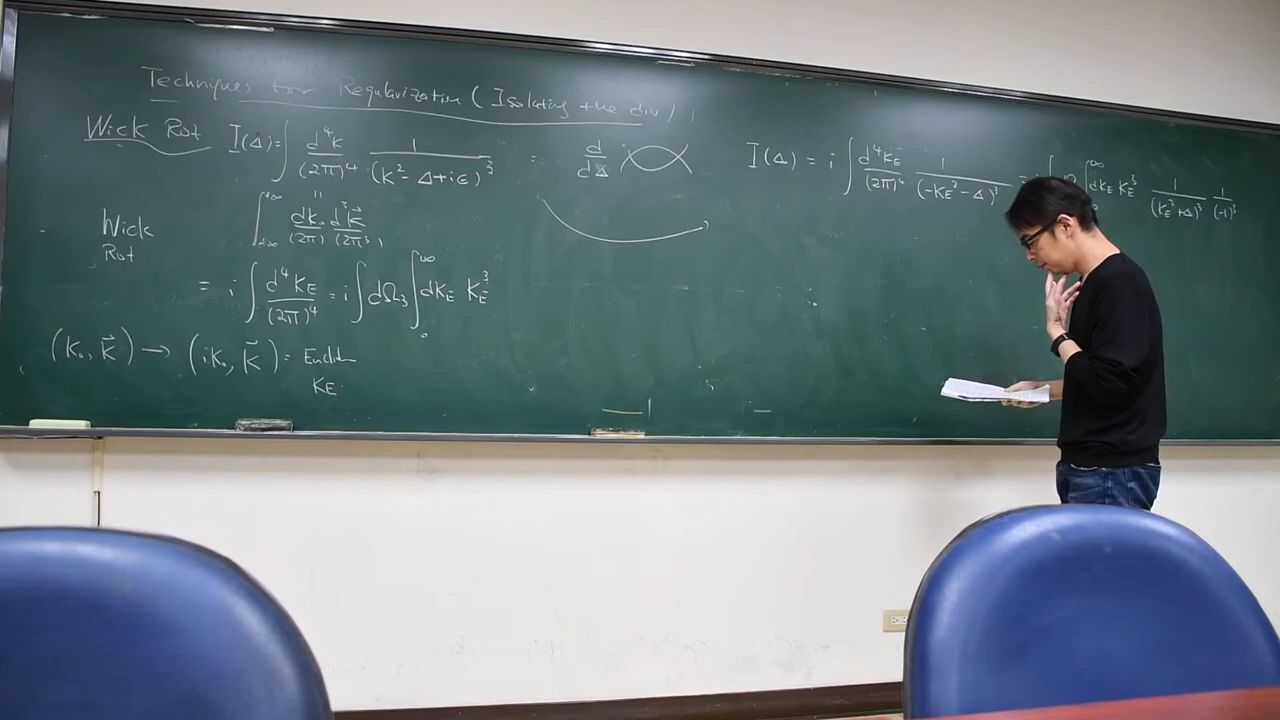 Techniques for Regularization (Isolating the div)
Wick Rot I(Δ) = ∫ d⁴k/(2π)⁴ 1/(k² - Δ + iε)³ = d/dΔ
Wick Rot ∫_{-∞}^{+∞} dk₀/(2π) d³k⃗/(2π)³
= i ∫ d⁴K_E/(2π)⁴ = i ∫ dΩ₃ ∫₀^∞ dK_E K_E³
(K₀, K⃗) → (iK₀, K⃗) = Euclidn
K_E
I(Δ) = i ∫ d⁴K_E/(2π)⁴ 1/(-K_E² - Δ)³ = ∫^∞ dK_E K_E³ 1/(K_E² + Δ)³ 1/(-1)³